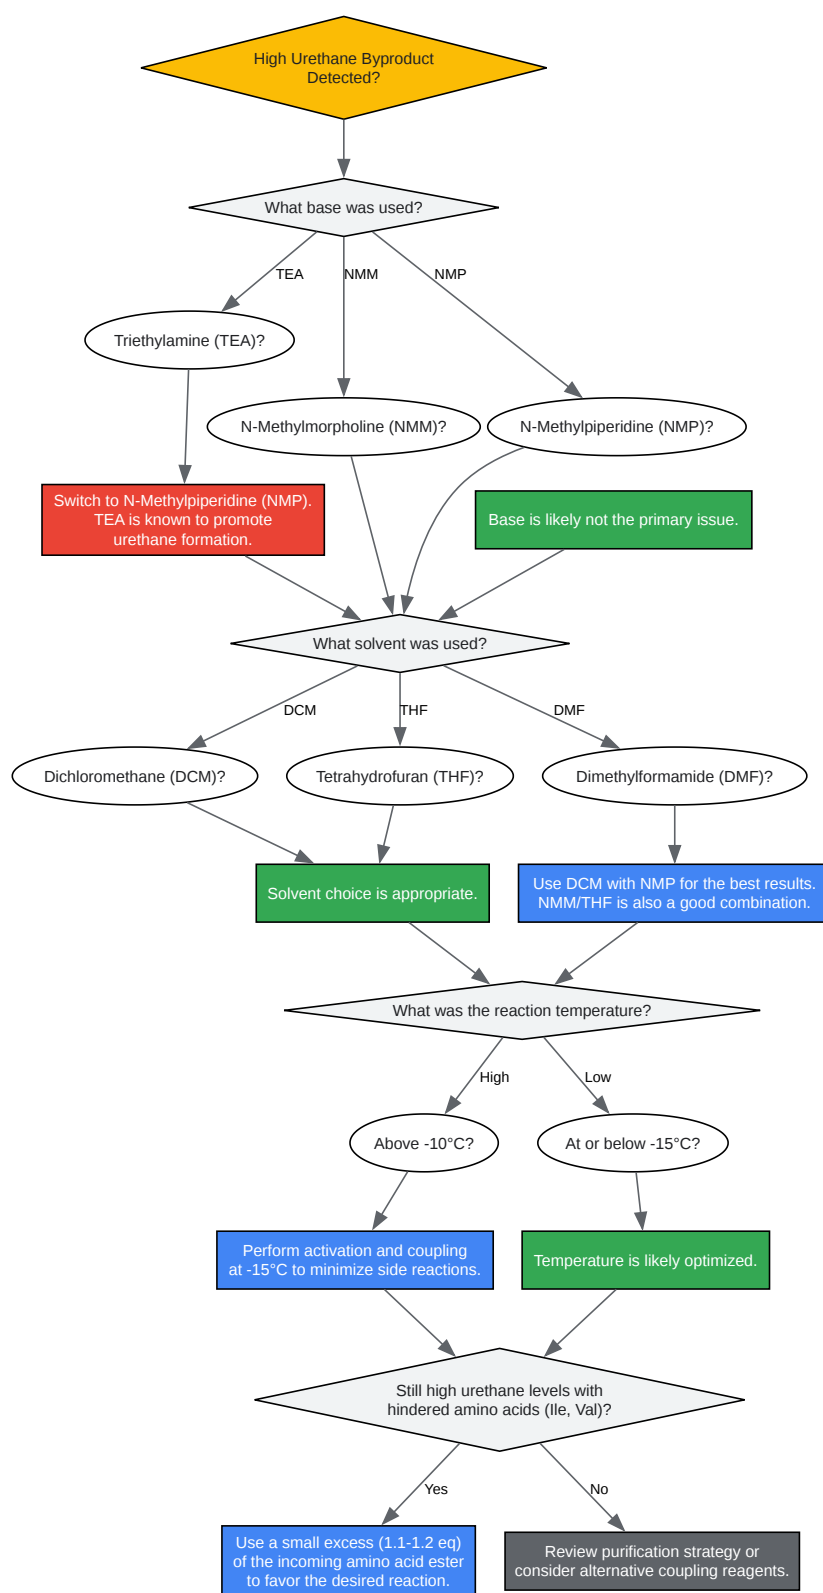 High Urethane Byproduct
Detected?
What base was used?
TEA
NMM
NMP
Triethylamine (TEA)?
N-Methylmorpholine (NMM)?
N-Methylpiperidine (NMP)?
Switch to N-Methylpiperidine (NMP).
TEA is known to promote
urethane formation.
Base is likely not the primary issue.
What solvent was used?
DCM
THF
DMF
Dichloromethane (DCM)?
Tetrahydrofuran (THF)?
Dimethylformamide (DMF)?
Solvent choice is appropriate.
Use DCM with NMP for the best results.
NMM/THF is also a good combination.
What was the reaction temperature?
High
Low
Above -10°C?
At or below -15°C?
Perform activation and coupling
at -15°C to minimize side reactions.
Temperature is likely optimized.
Still high urethane levels with
hindered amino acids (Ile, Val)?
Yes
No
Use a small excess (1.1-1.2 eq)
of the incoming amino acid ester
to favor the desired reaction.
Review purification strategy or
consider alternative coupling reagents.